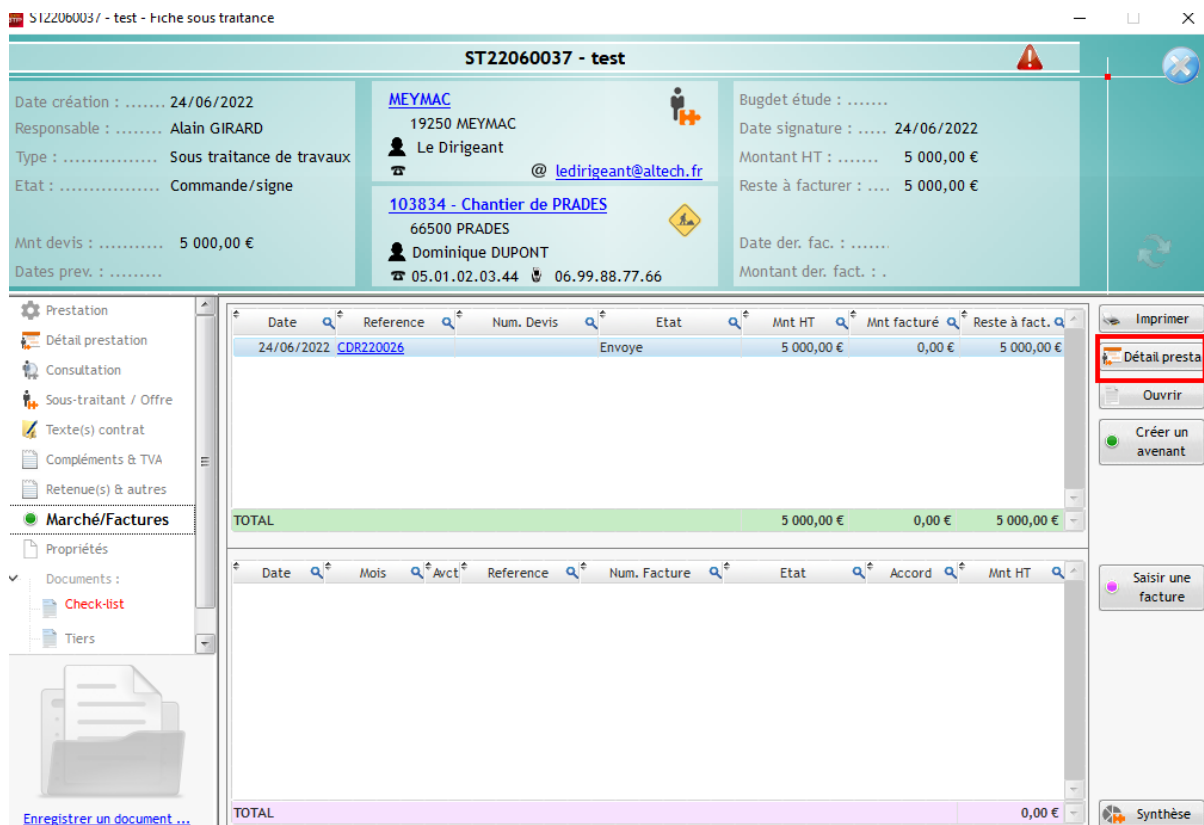 ST22060037 - test - Fiche sous traitance
ST22060037 - test
Date création : ....... 24/06/2022
Responsable : ........ Alain GIRARD
Type : ................ Sous traitance de travaux
Etat : ................. Commande/signe
Mnt devis : ........... 5 000,00 €
Dates prev. : .........
MEYMAC
19250 MEYMAC
Le Dirigeant
@ ledirigeant@altech.fr
103834 - Chantier de PRADES
66500 PRADES
Dominique DUPONT
05.01.02.03.44 06.99.88.77.66
Bugdet étude : .......
Date signature : ..... 24/06/2022
Montant HT : ....... 5 000,00 €
Reste à facturer : .... 5 000,00 €
Date der. fac. : ......
Montant der. fact. : .
Prestation
Détail prestation
Consultation
Sous-traitant / Offre
Texte(s) contrat
Compléments & TVA
Retenue(s) & autres
Marché/Factures
Propriétés
Documents :
Check-list
Tiers
Enregistrer un document ...
Date Reference Num. Devis Etat Mnt HT Mnt facturé Reste à fact.
24/06/2022 CDR220026 Envoye 5 000,00 € 0,00 € 5 000,00 €
TOTAL 5 000,00 € 0,00 € 5 000,00 €
Date Mois Avct Reference Num. Facture Etat Accord Mnt HT
TOTAL 0,00 €
Imprimer
Détail presta
Ouvrir
Créer un
avenant
Saisir une
facture
Synthèse